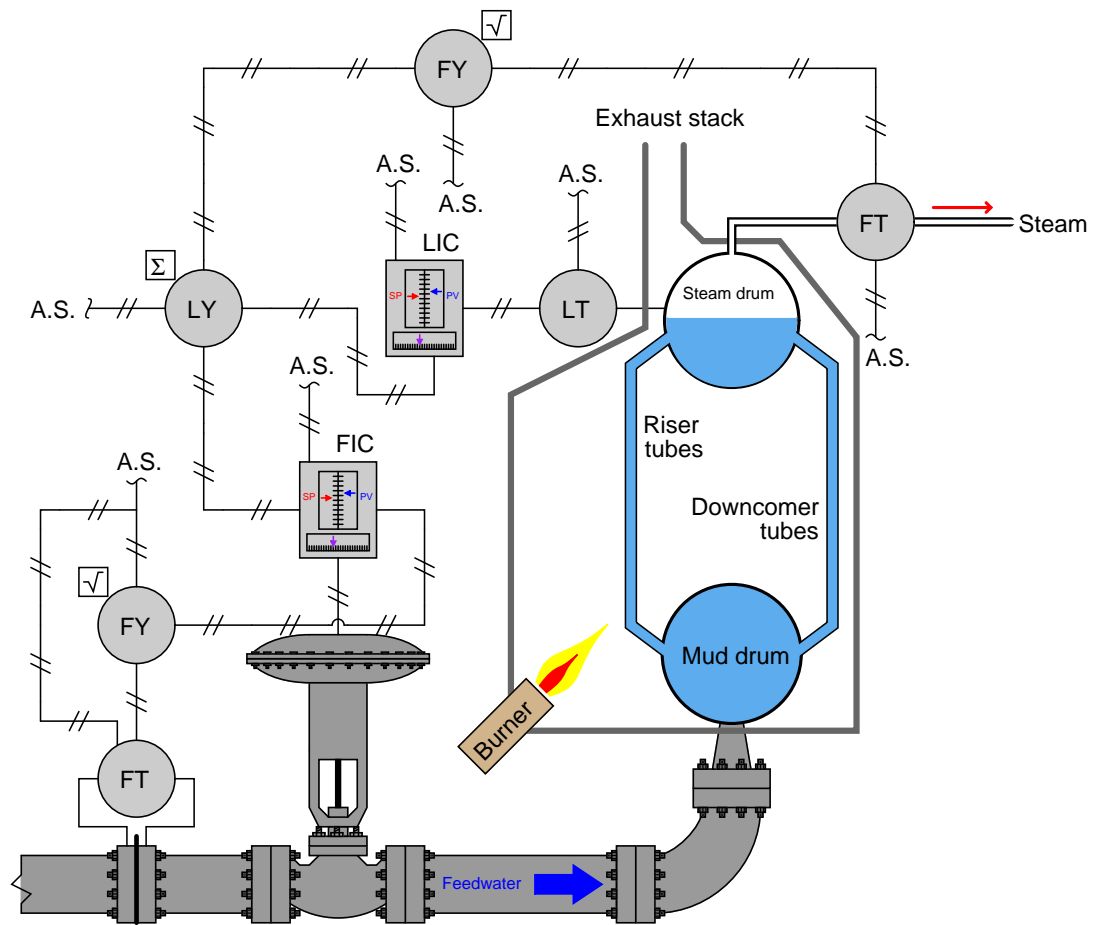 √
FY
Exhaust stack
A.S.
A.S.
A.S.
LIC
FT
Steam
Σ
SP
PV
Steam drum
A.S.
LY
LT
A.S.
A.S.
Riser
tubes
FIC
A.S.
SP
PV
Downcomer
tubes
√
FY
Mud drum
Burner
FT
Feedwater